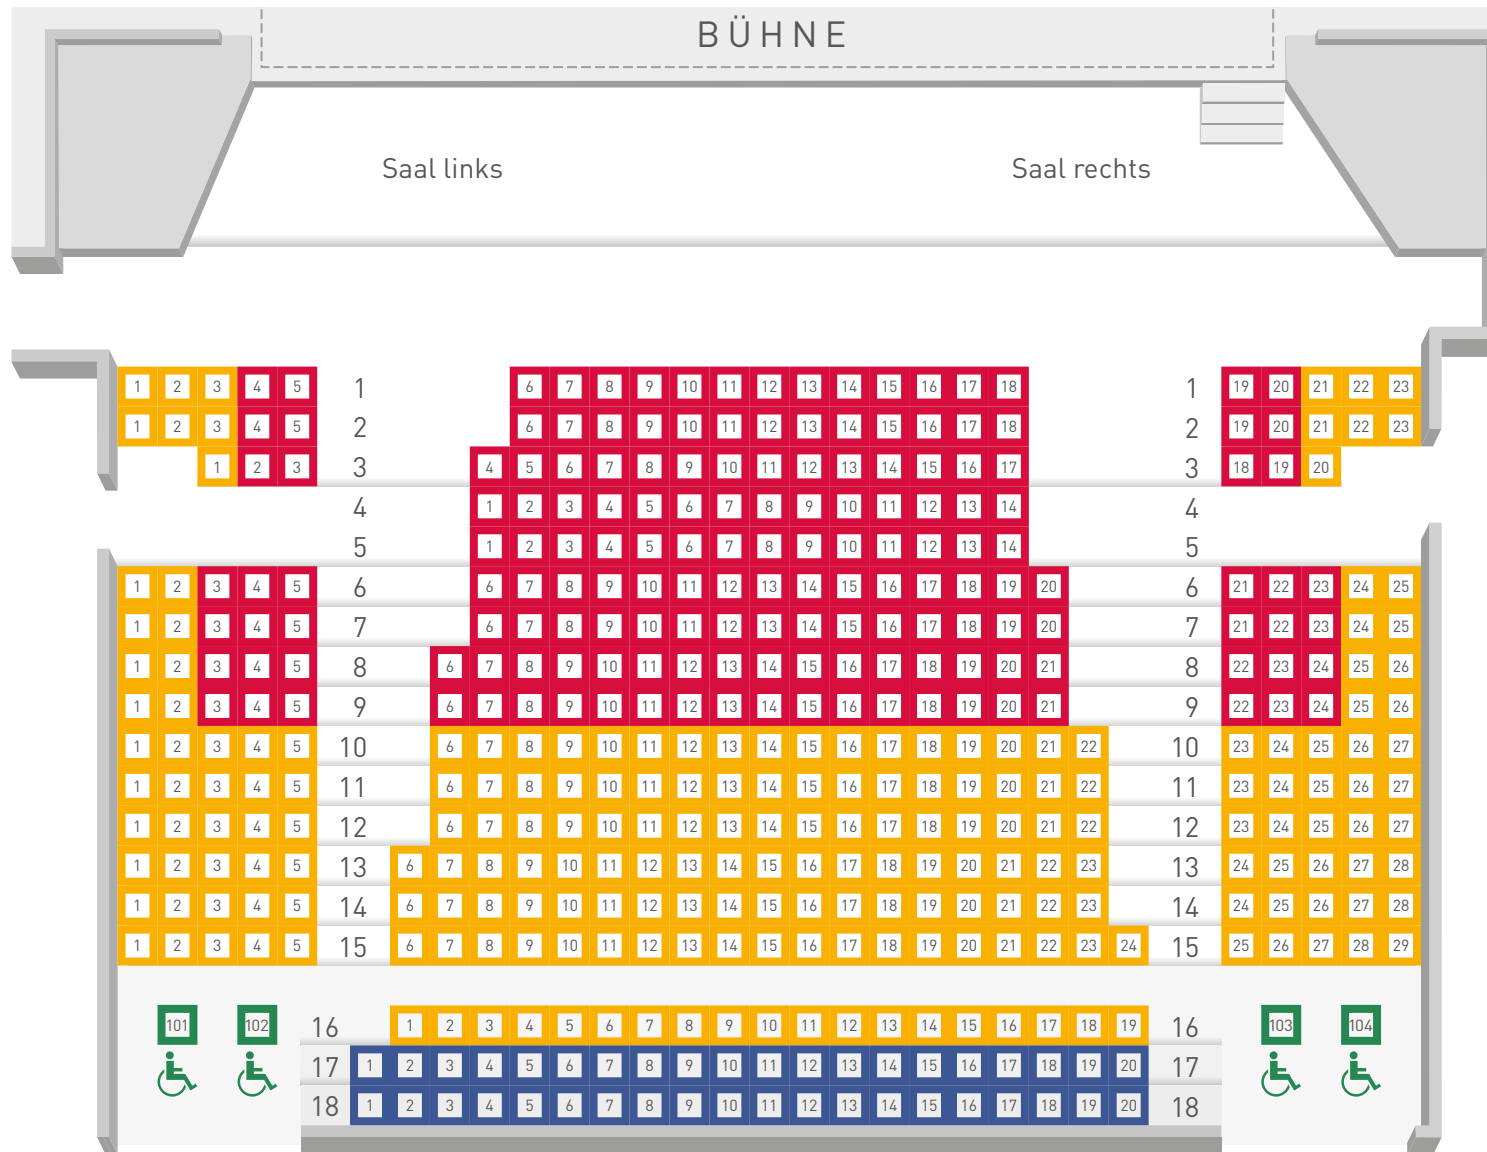 BÜHNE
Saal links Saal rechts
1 2 3 4 5 1 6 7 8 9 10 11 12 13 14 15 16 17 18 1 19 20 21 22 23
1 2 3 4 5 2 6 7 8 9 10 11 12 13 14 15 16 17 18 2 19 20 21 22 23
1 2 3 3 4 5 6 7 8 9 10 11 12 13 14 15 16 17 3 18 19 20
4 1 2 3 4 5 6 7 8 9 10 11 12 13 14 4
5 1 2 3 4 5 6 7 8 9 10 11 12 13 14 5
1 2 3 4 5 6 6 7 8 9 10 11 12 13 14 15 16 17 18 19 20 6 21 22 23 24 25
1 2 3 4 5 7 6 7 8 9 10 11 12 13 14 15 16 17 18 19 20 7 21 22 23 24 25
1 2 3 4 5 8 6 7 8 9 10 11 12 13 14 15 16 17 18 19 20 21 8 22 23 24 25 26
1 2 3 4 5 9 6 7 8 9 10 11 12 13 14 15 16 17 18 19 20 21 9 22 23 24 25 26
1 2 3 4 5 10 6 7 8 9 10 11 12 13 14 15 16 17 18 19 20 21 22 10 23 24 25 26 27
1 2 3 4 5 11 6 7 8 9 10 11 12 13 14 15 16 17 18 19 20 21 22 11 23 24 25 26 27
1 2 3 4 5 12 6 7 8 9 10 11 12 13 14 15 16 17 18 19 20 21 22 12 23 24 25 26 27
1 2 3 4 5 13 6 7 8 9 10 11 12 13 14 15 16 17 18 19 20 21 22 23 13 24 25 26 27 28
1 2 3 4 5 14 6 7 8 9 10 11 12 13 14 15 16 17 18 19 20 21 22 23 14 24 25 26 27 28
1 2 3 4 5 15 6 7 8 9 10 11 12 13 14 15 16 17 18 19 20 21 22 23 24 15 25 26 27 28 29
101 102 16 1 2 3 4 5 6 7 8 9 10 11 12 13 14 15 16 17 18 19 16 103 104
17 1 2 3 4 5 6 7 8 9 10 11 12 13 14 15 16 17 18 19 20 17
18 1 2 3 4 5 6 7 8 9 10 11 12 13 14 15 16 17 18 19 20 18